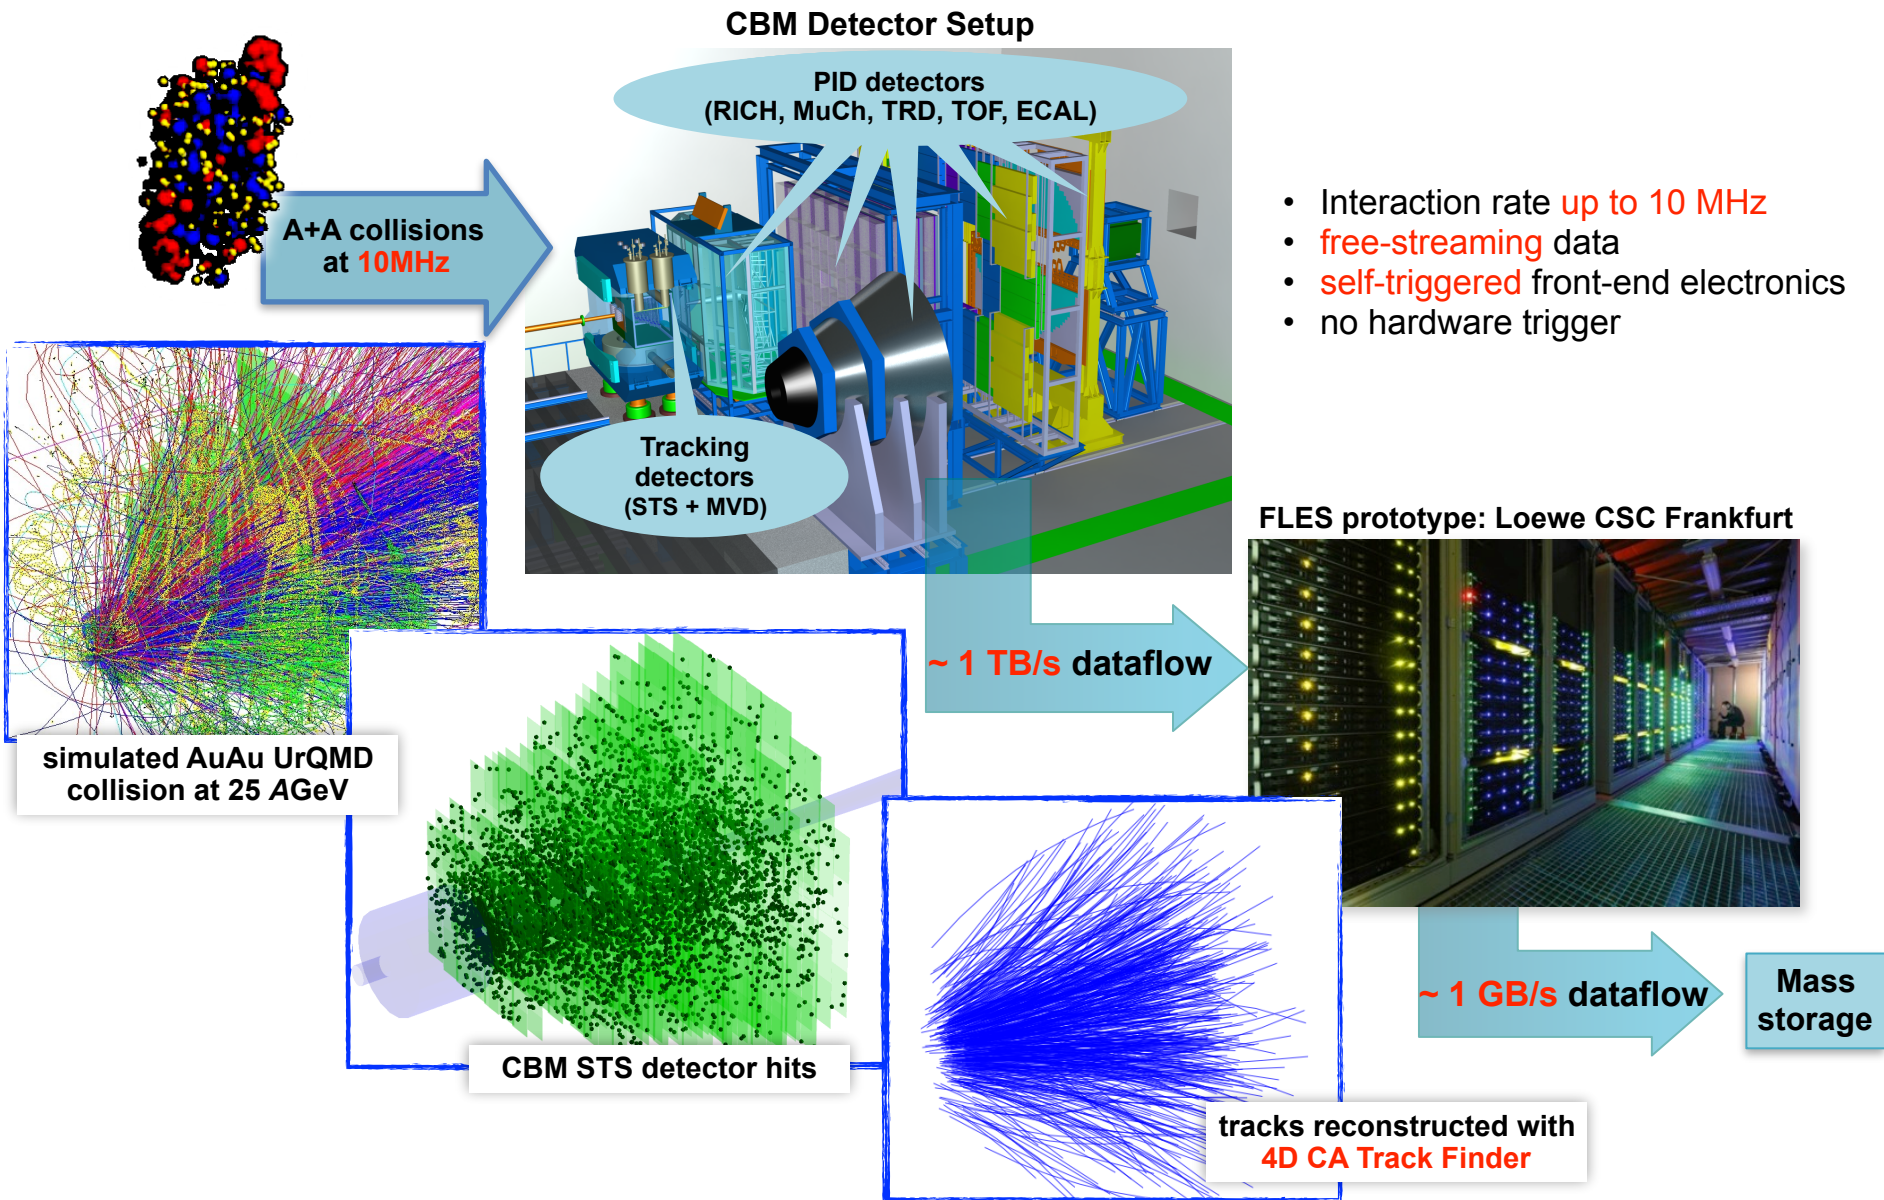 CBM Detector Setup
PID detectors
(RICH, MuCh, TRD, TOF, ECAL)
A+A collisions
at 10MHz
• Interaction rate up to 10 MHz
• free-streaming data
• self-triggered front-end electronics
• no hardware trigger
Tracking
detectors
(STS + MVD)
FLES prototype: Loewe CSC Frankfurt
~ 1 TB/s dataflow
simulated AuAu UrQMD
collision at 25 AGeV
CBM STS detector hits
~ 1 GB/s dataflow
Mass
storage
tracks reconstructed with
4D CA Track Finder